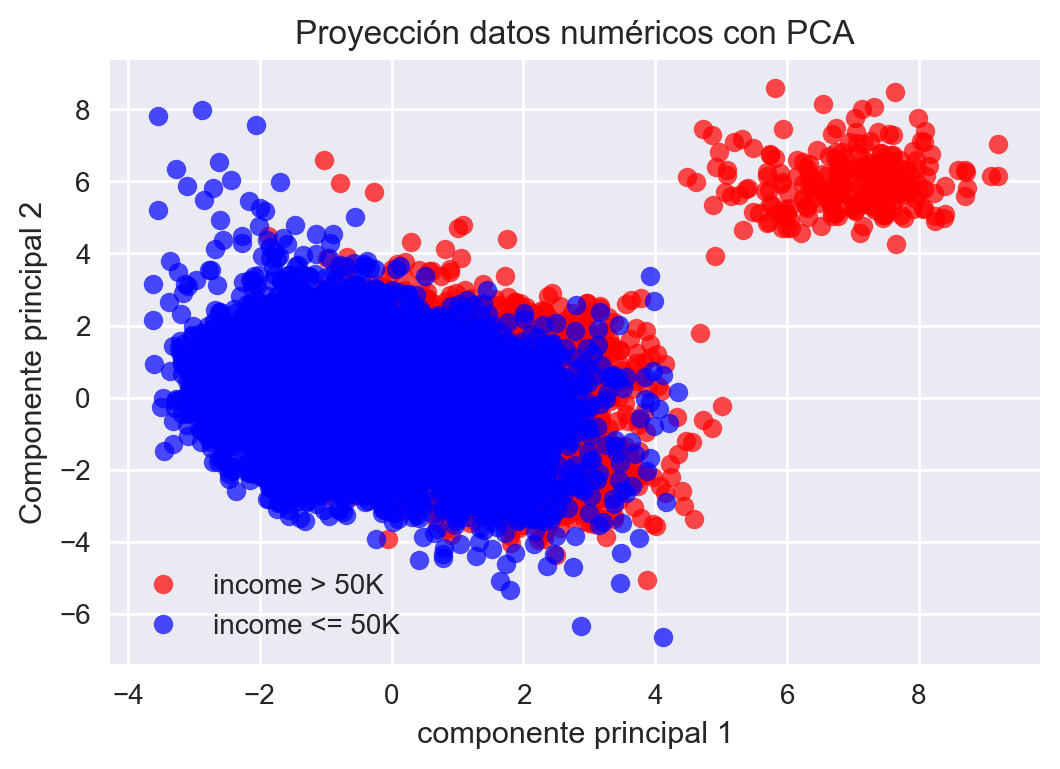 Proyección datos numéricos con PCA
Componente principal 2
8
6
4
2
0
−2
−4
−6
income > 50K
income <= 50K
−4 −2 0 2 4 6 8
componente principal 1